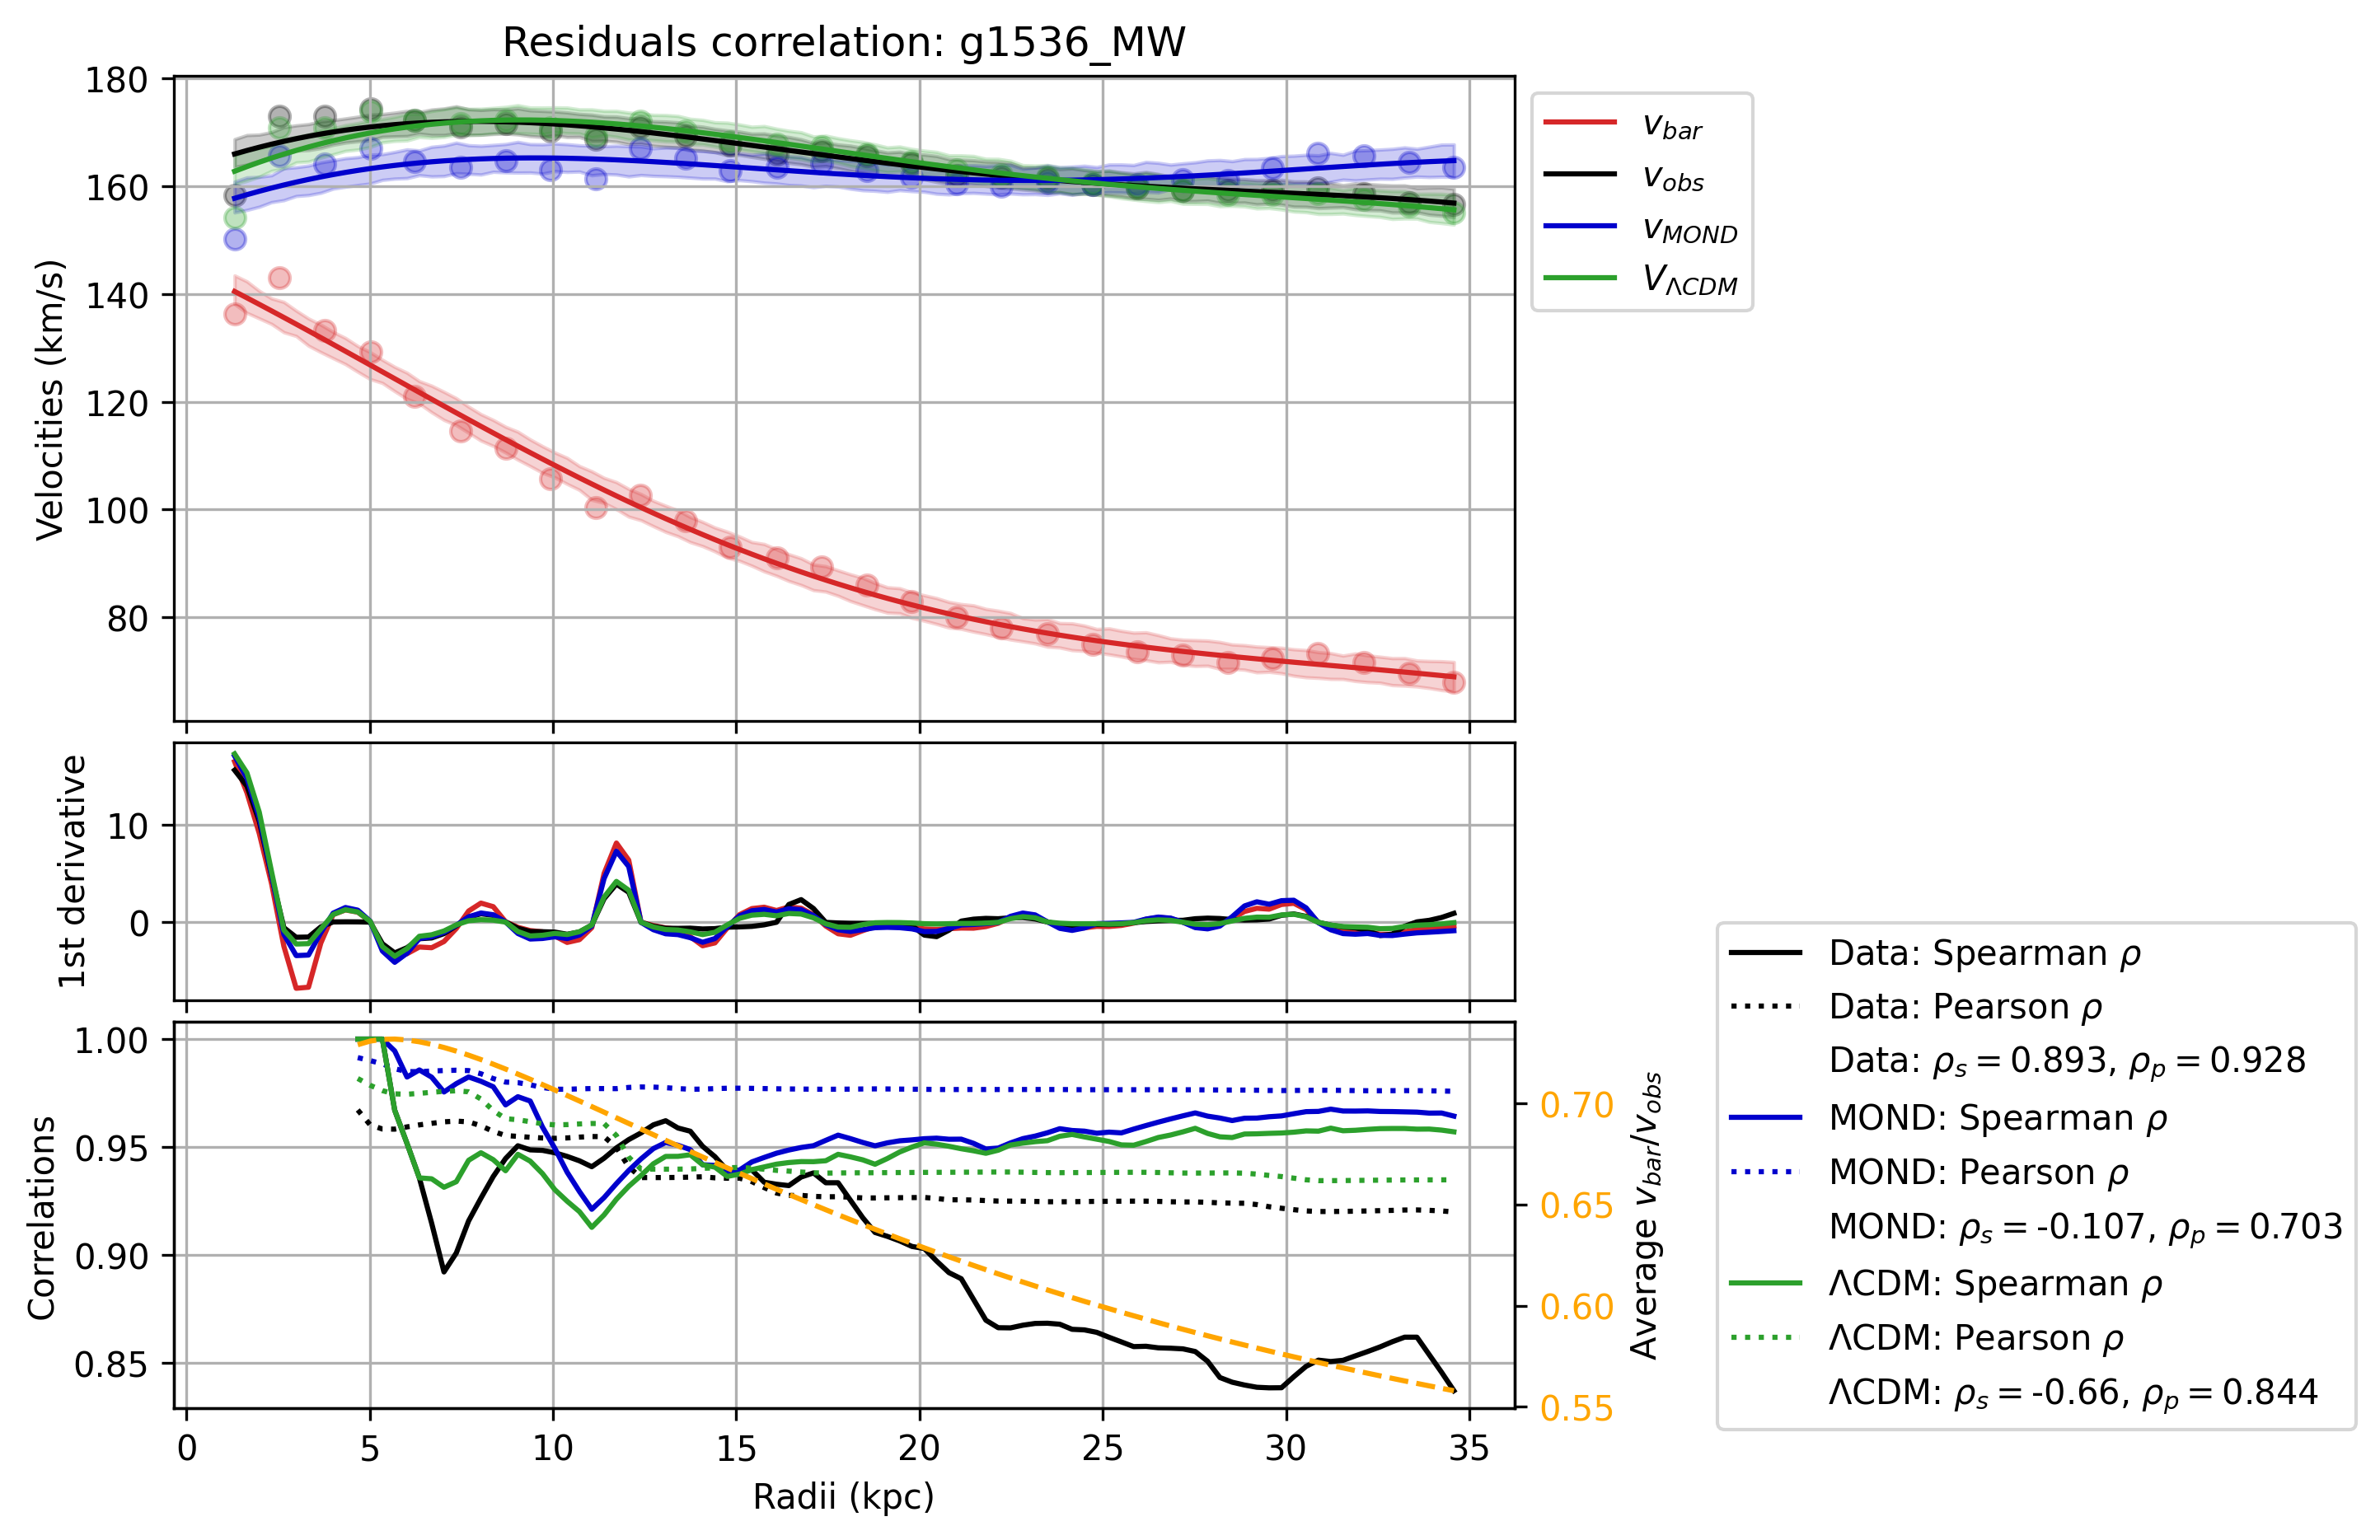 Residuals correlation: g1536_MW
180
160
140
120
100
80
Velocities (km/s)
v_bar
v_obs
v_MOND
V_ΛCDM
10
0
1st derivative
1.00
0.95
0.90
0.85
Correlations
0.70
0.65
0.60
0.55
Average v_bar/v_obs
0 5 10 15 20 25 30 35
Radii (kpc)
Data: Spearman ρ
Data: Pearson ρ
Data: ρ_s = 0.893, ρ_p = 0.928
MOND: Spearman ρ
MOND: Pearson ρ
MOND: ρ_s = -0.107, ρ_p = 0.703
ΛCDM: Spearman ρ
ΛCDM: Pearson ρ
ΛCDM: ρ_s = -0.66, ρ_p = 0.844